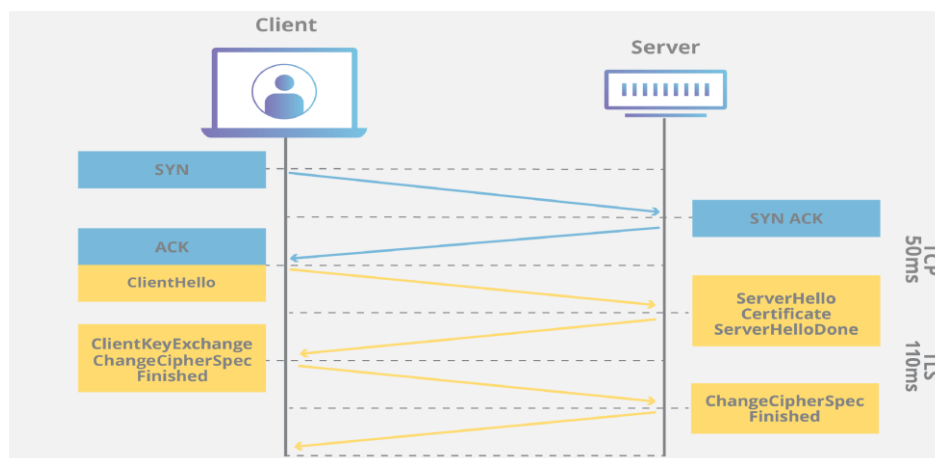 Client
Server
SYN
SYN ACK
ACK
ClientHello
ServerHello
Certificate
ServerHelloDone
ClientKeyExchange
ChangeCipherSpec
Finished
ChangeCipherSpec
Finished
TCP
50ms
TLS
110ms